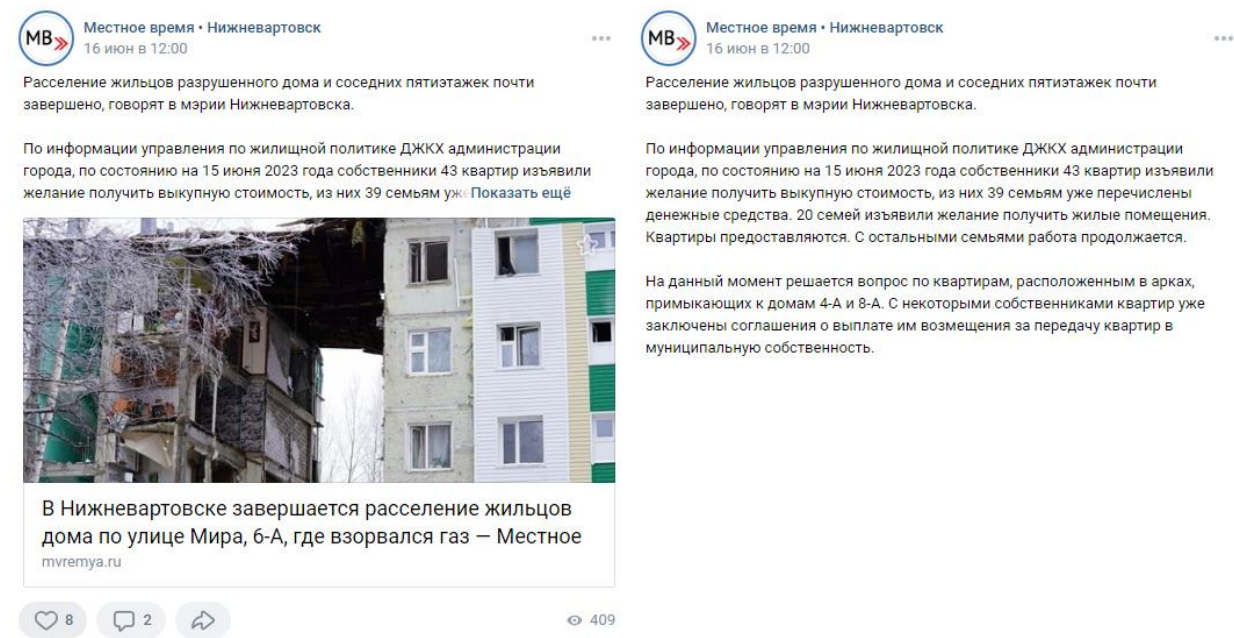 МВ
Местное время • Нижневартовск
16 июн в 12:00
Расселение жильцов разрушенного дома и соседних пятиэтажек почти
завершено, говорят в мэрии Нижневартовска.
По информации управления по жилищной политике ДЖКХ администрации
города, по состоянию на 15 июня 2023 года собственники 43 квартир изъявили
желание получить выкупную стоимость, из них 39 семьям уже Показать ещё
В Нижневартовске завершается расселение жильцов
дома по улице Мира, 6-А, где взорвался газ — Местное
mvremya.ru
8 2 409
МВ
Местное время • Нижневартовск
16 июн в 12:00
Расселение жильцов разрушенного дома и соседних пятиэтажек почти
завершено, говорят в мэрии Нижневартовска.
По информации управления по жилищной политике ДЖКХ администрации
города, по состоянию на 15 июня 2023 года собственники 43 квартир изъявили
желание получить выкупную стоимость, из них 39 семьям уже перечислены
денежные средства. 20 семей изъявили желание получить жилые помещения.
Квартиры предоставляются. С остальными семьями работа продолжается.
На данный момент решается вопрос по квартирам, расположенным в арках,
примыкающих к домам 4-А и 8-А. С некоторыми собственниками квартир уже
заключены соглашения о выплате им возмещения за передачу квартир в
муниципальную собственность.